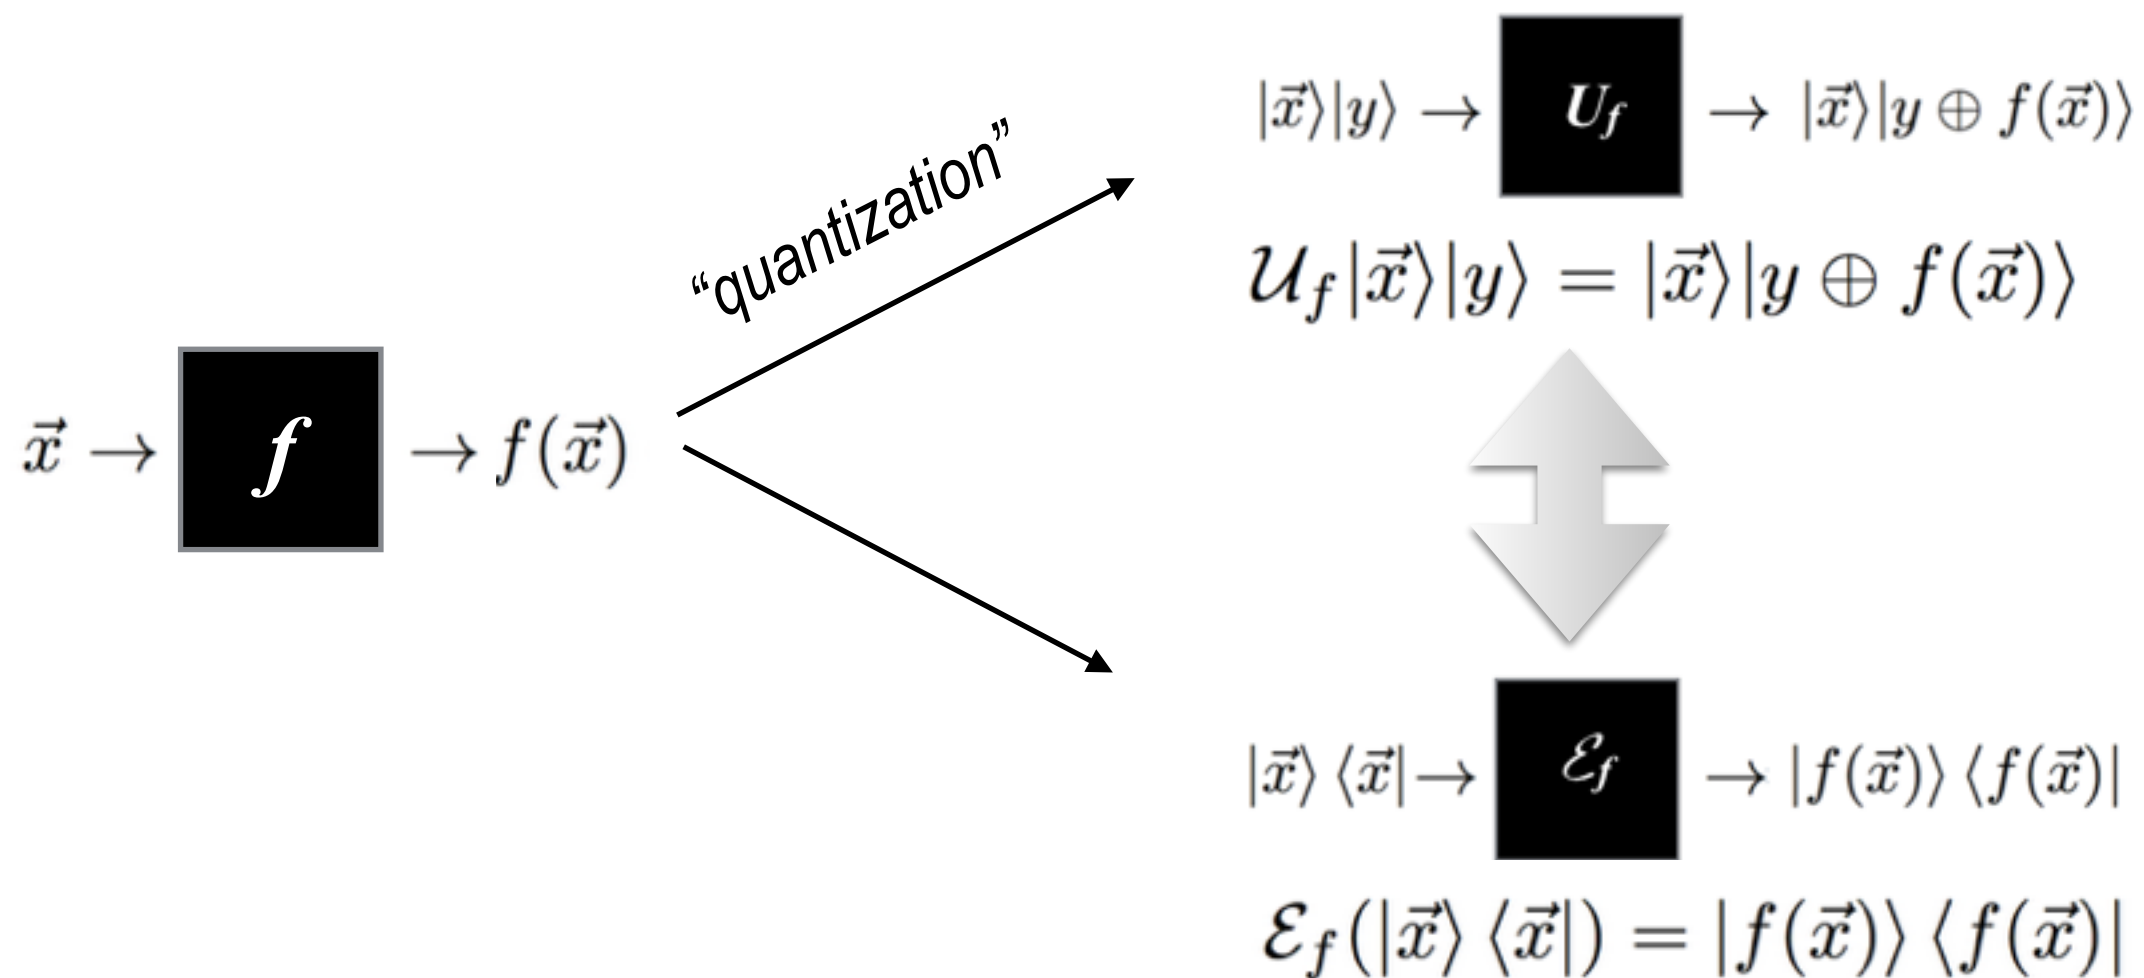 |x⃗⟩|y⟩ → U_f → |x⃗⟩|y ⊕ f(x⃗)⟩
“quantization”
𝒰_f|x⃗⟩|y⟩ = |x⃗⟩|y ⊕ f(x⃗)⟩
x⃗ → f → f(x⃗)
|x⃗⟩ ⟨x⃗| → ℰ_f → |f(x⃗)⟩ ⟨f(x⃗)|
ℰ_f(|x⃗⟩ ⟨x⃗|) = |f(x⃗)⟩ ⟨f(x⃗)|